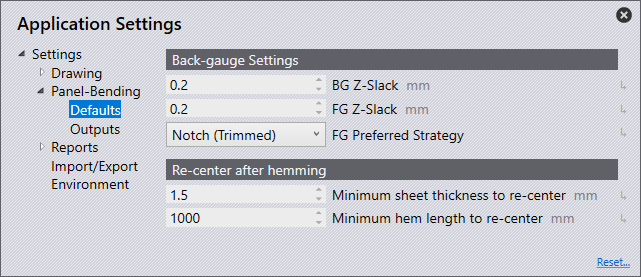 Application Settings
Settings
Drawing
Panel-Bending
Defaults
Outputs
Reports
Import/Export
Environment
Back-gauge Settings
0.2 BG Z-Slack mm
0.2 FG Z-Slack mm
Notch (Trimmed) FG Preferred Strategy
Re-center after hemming
1.5 Minimum sheet thickness to re-center mm
1000 Minimum hem length to re-center mm
Reset...